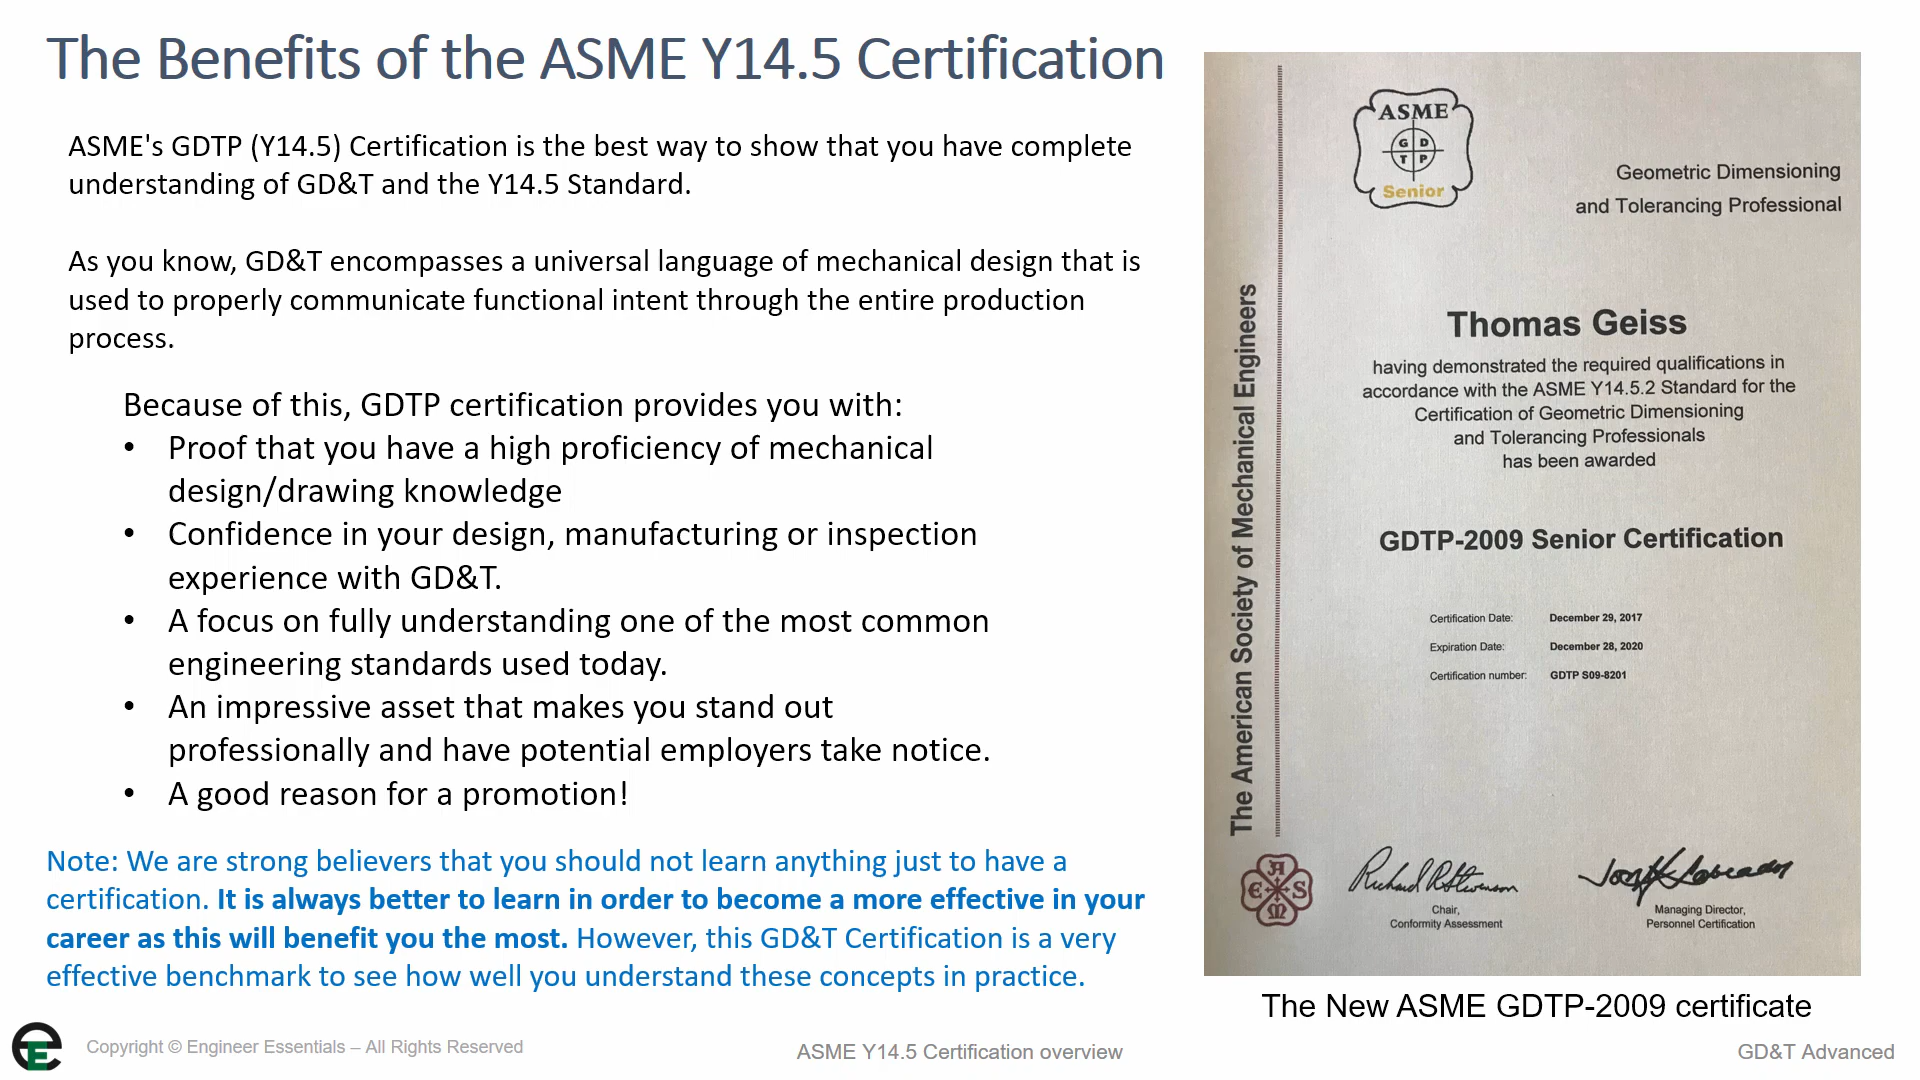 The Benefits of the ASME Y14.5 Certification
ASME's GDTP (Y14.5) Certification is the best way to show that you have complete
understanding of GD&T and the Y14.5 Standard.
As you know, GD&T encompasses a universal language of mechanical design that is
used to properly communicate functional intent through the entire production
process.
Because of this, GDTP certification provides you with:
• Proof that you have a high proficiency of mechanical
design/drawing knowledge
• Confidence in your design, manufacturing or inspection
experience with GD&T.
• A focus on fully understanding one of the most common
engineering standards used today.
• An impressive asset that makes you stand out
professionally and have potential employers take notice.
• A good reason for a promotion!
Note: We are strong believers that you should not learn anything just to have a
certification. It is always better to learn in order to become a more effective in your
career as this will benefit you the most. However, this GD&T Certification is a very
effective benchmark to see how well you understand these concepts in practice.
ASME
G D
T P
Senior
Geometric Dimensioning
and Tolerancing Professional
The American Society of Mechanical Engineers
Thomas Geiss
having demonstrated the required qualifications in
accordance with the ASME Y14.5.2 Standard for the
Certification of Geometric Dimensioning
and Tolerancing Professionals
has been awarded
GDTP-2009 Senior Certification
Certification Date: December 29, 2017
Expiration Date: December 28, 2020
Certification number: GDTP S09-8201
A
E S
M
Chair,
Conformity Assessment
Managing Director,
Personnel Certification
The New ASME GDTP-2009 certificate
E
Copyright © Engineer Essentials – All Rights Reserved
ASME Y14.5 Certification overview
GD&T Advanced